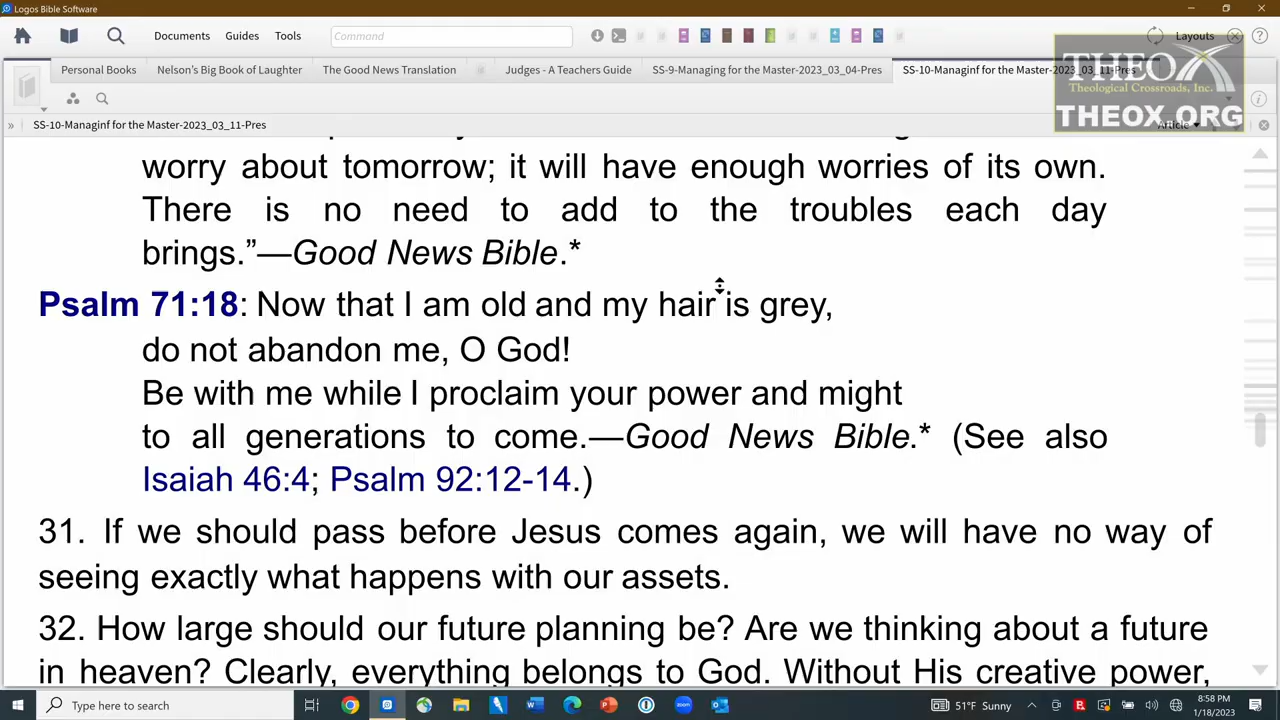 Logos Bible Software
Documents Guides Tools Command Layouts
Personal Books Nelson's Big Book of Laughter Judges - A Teachers Guide SS-9-Managing for the Master-2023_03_04-Pres SS-10-Managinf for the Master-2023_03_11-Pres
THEOX
Theological Crossroads, Inc.
THEOX.ORG
SS-10-Managinf for the Master-2023_03_11-Pres Article
worry about tomorrow; it will have enough worries of its own.
There is no need to add to the troubles each day
brings.”—Good News Bible.*
Psalm 71:18: Now that I am old and my hair is grey,
do not abandon me, O God!
Be with me while I proclaim your power and might
to all generations to come.—Good News Bible.* (See also
Isaiah 46:4; Psalm 92:12-14.)
31. If we should pass before Jesus comes again, we will have no way of
seeing exactly what happens with our assets.
32. How large should our future planning be? Are we thinking about a future
in heaven? Clearly, everything belongs to God. Without His creative power,
Type here to search
51°F Sunny
8:58 PM
1/18/2023